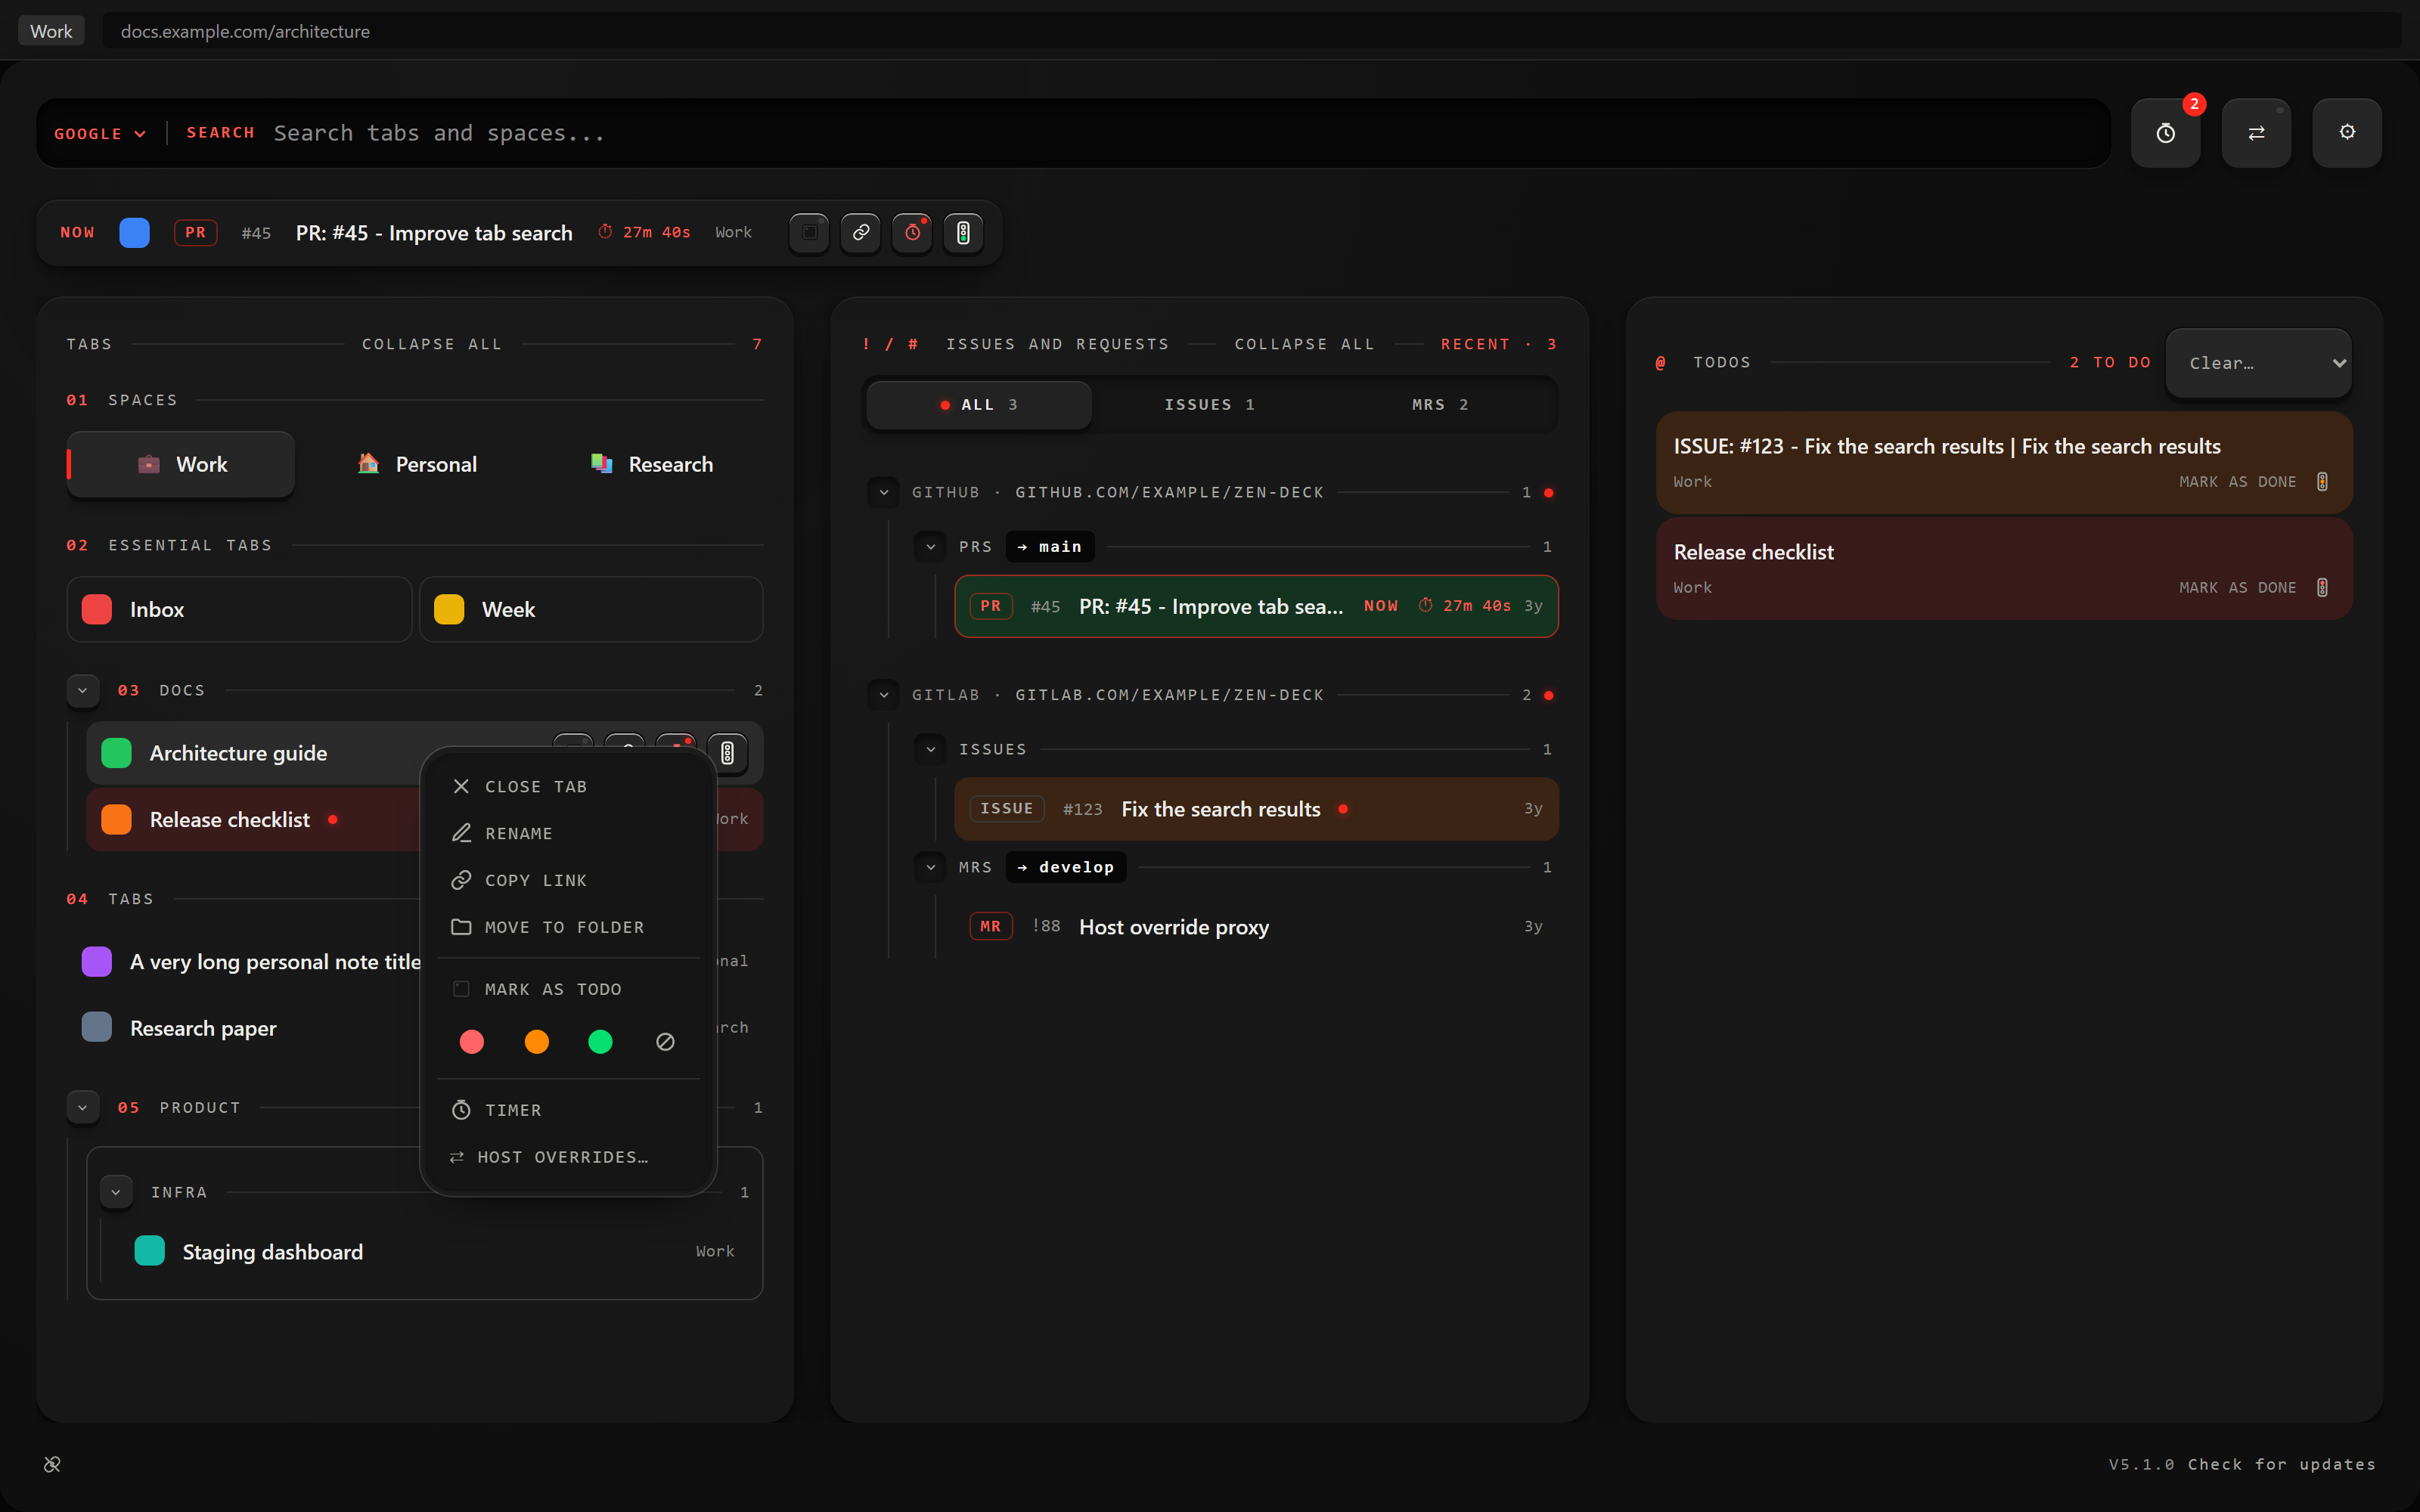 Work docs.example.com/architecture
GOOGLE SEARCH Search tabs and spaces... 2
NOW PR #45 PR: #45 - Improve tab search 27m 40s Work
TABS COLLAPSE ALL 7
01 SPACES
Work Personal Research
02 ESSENTIAL TABS
Inbox Week
03 DOCS 2
Architecture guide
Release checklist
04 TABS
A very long personal note title
Research paper
05 PRODUCT 1
INFRA 1
Staging dashboard Work
CLOSE TAB
RENAME
COPY LINK
MOVE TO FOLDER
MARK AS TODO
TIMER
HOST OVERRIDES…
! / # ISSUES AND REQUESTS COLLAPSE ALL RECENT · 3
ALL 3 ISSUES 1 MRS 2
GITHUB · GITHUB.COM/EXAMPLE/ZEN-DECK 1
PRS → main 1
PR #45 PR: #45 - Improve tab sea... NOW 27m 40s 3y
GITLAB · GITLAB.COM/EXAMPLE/ZEN-DECK 2
ISSUES 1
ISSUE #123 Fix the search results 3y
MRS → develop 1
MR !88 Host override proxy 3y
@ TODOS 2 TO DO Clear…
ISSUE: #123 - Fix the search results | Fix the search results
Work MARK AS DONE
Release checklist
Work MARK AS DONE
V5.1.0 Check for updates